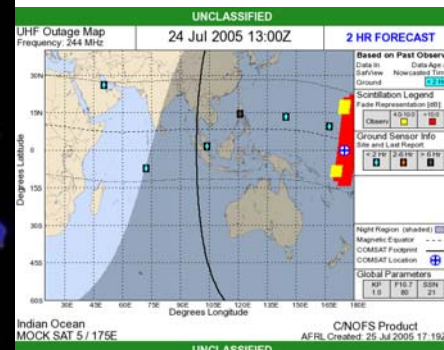 UNCLASSIFIED
UHF Outage Map
Frequency: 244 MHz
24 Jul 2005 13:00Z
2 HR FORECAST
Based on Past Observ
Data In Data Age
SatView Nowcasted Tim
Ground < 2 H
Scintillation Legend
Fade Representation [dB]
Observ 4.0-10.0 >10.0
Ground Sensor Info
Site and Last Report
< 2 Hr 2-6 Hr > 6 Hr
Night Region (shaded)
Magnetic Equator
COMSAT Footprint
COMSAT Location
Global Parameters
KP F10.7 SSN
1.0 80 21
Degrees Latitude
30N
15N
0
15S
30S
45S
60S
30E 45E 60E 75E 90E 105E 120E 135E 150E 165E 180E
Degrees Longitude
Indian Ocean
MOCK SAT 5 / 175E
C/NOFS Product
AFRL Created: 25 Jul 2005 17:19Z
UNCLASSIFIED